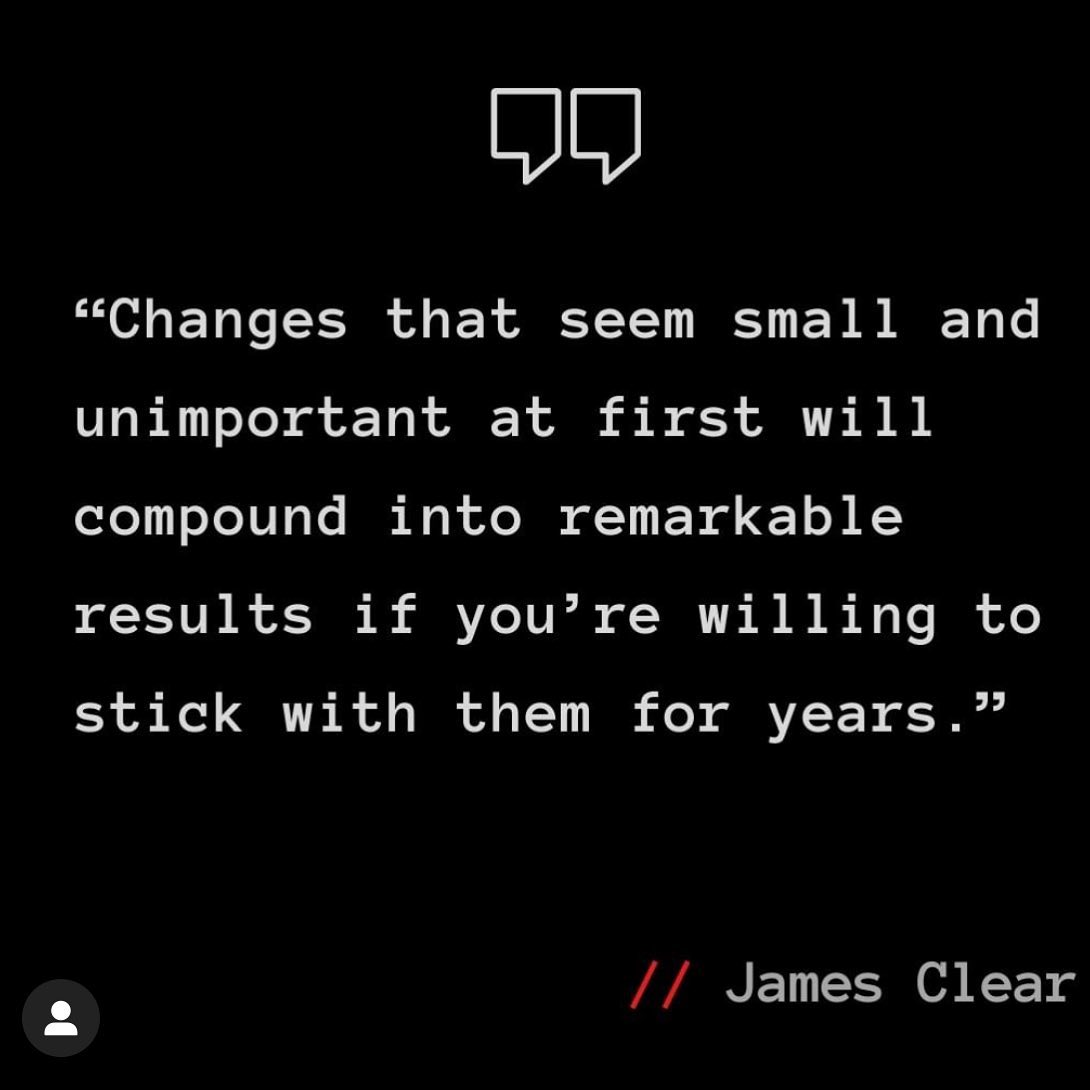 “Changes that seem small and
unimportant at first will
compound into remarkable
results if you’re willing to
stick with them for years.”
// James Clear